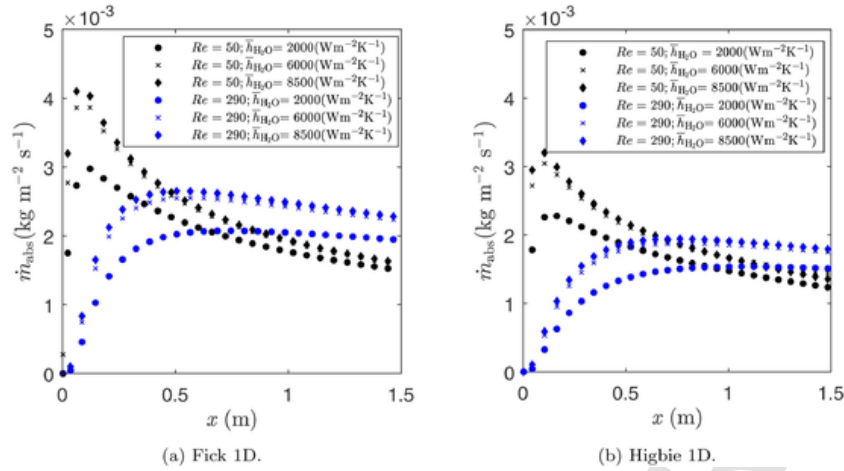 ×10⁻³
Re = 50; h̅H₂O = 2000(Wm⁻²K⁻¹)
Re = 50; h̅H₂O = 6000(Wm⁻²K⁻¹)
Re = 50; h̅H₂O = 8500(Wm⁻²K⁻¹)
Re = 290; h̅H₂O = 2000(Wm⁻²K⁻¹)
Re = 290; h̅H₂O = 6000(Wm⁻²K⁻¹)
Re = 290; h̅H₂O = 8500(Wm⁻²K⁻¹)
5
4
3
2
1
0
ṁabs(kg m⁻² s⁻¹)
0 0.5 1 1.5
x (m)
(a) Fick 1D.
×10⁻³
Re = 50; h̅H₂O = 2000(Wm⁻²K⁻¹)
Re = 50; h̅H₂O = 6000(Wm⁻²K⁻¹)
Re = 50; h̅H₂O = 8500(Wm⁻²K⁻¹)
Re = 290; h̅H₂O = 2000(Wm⁻²K⁻¹)
Re = 290; h̅H₂O = 6000(Wm⁻²K⁻¹)
Re = 290; h̅H₂O = 8500(Wm⁻²K⁻¹)
5
4
3
2
1
0
ṁabs(kg m⁻² s⁻¹)
0 0.5 1 1.5
x (m)
(b) Higbie 1D.